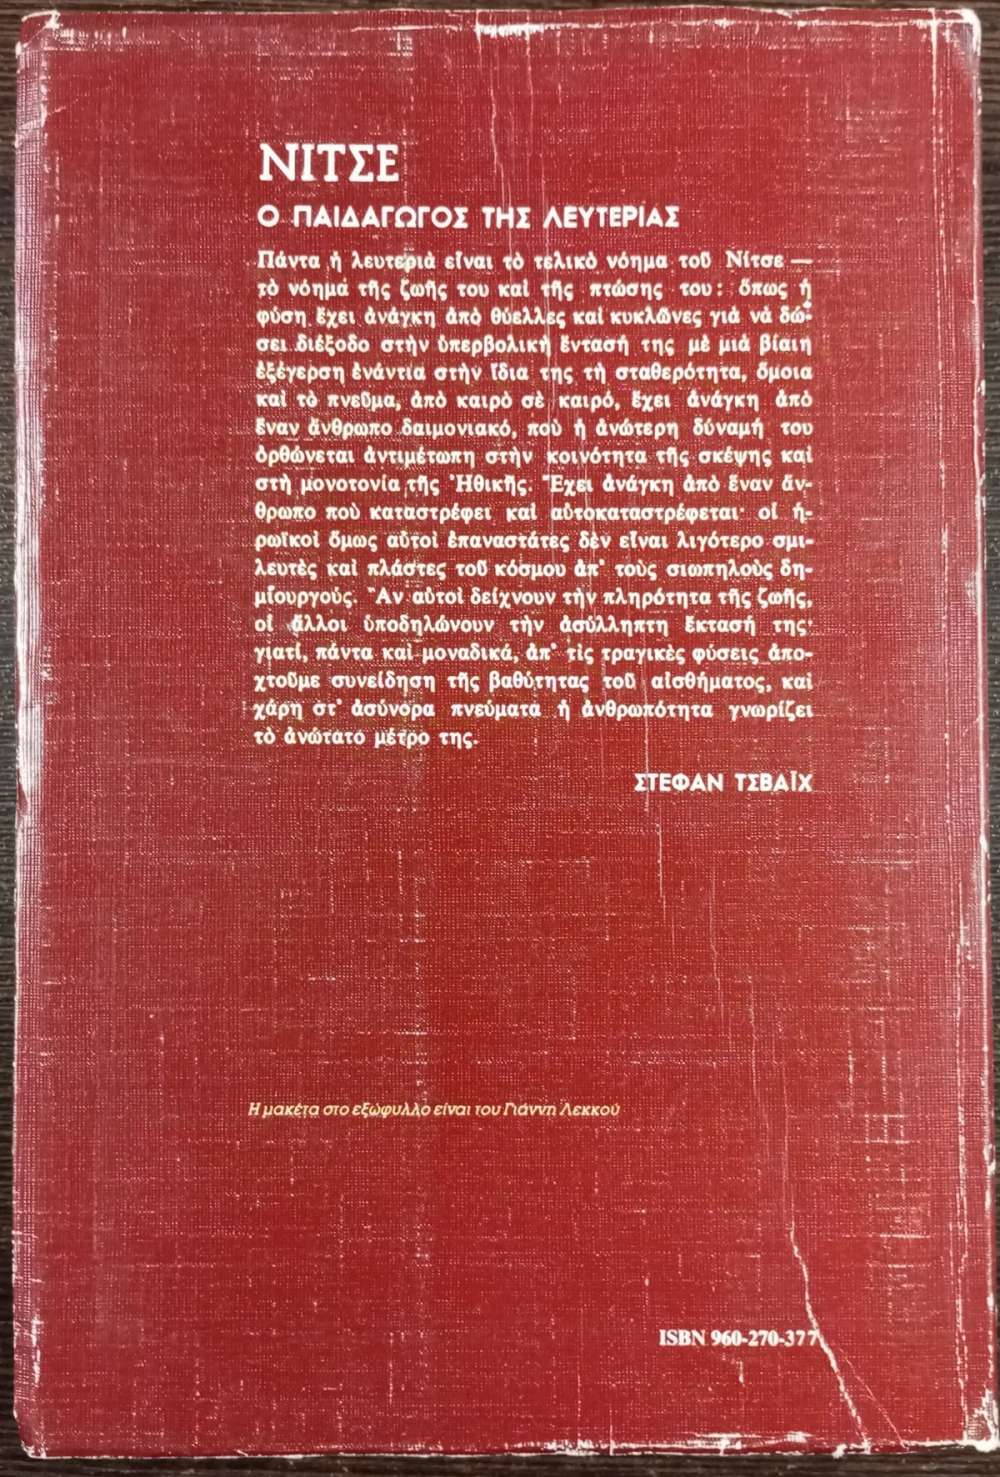 ΝΙΤΣΕ
Ο ΠΑΙΔΑΓΩΓΟΣ ΤΗΣ ΛΕΥΤΕΡΙΑΣ
Πάντα ἡ λευτεριὰ εἶναι τὸ τελικὸ νόημα τοῦ Νίτσε —
τὸ νόημα τῆς ζωῆς του καὶ τῆς πτώσης του: ὅπως ἡ
φύση ἔχει ἀνάγκη ἀπὸ θύελλες καὶ κυκλῶνες γιὰ νὰ δώ-
σει διέξοδο στὴν ὑπερβολικὴ ἔντασή της μὲ μιὰ βίαιη
ἐξέγερση ἐνάντια στὴν ἴδια της τὴ σταθερότητα, ὅμοια
καὶ τὸ πνεῦμα, ἀπὸ καιρὸ σὲ καιρό, ἔχει ἀνάγκη ἀπὸ
ἕναν ἄνθρωπο δαιμονιακό, ποὺ ἡ ἀνώτερη δύναμή του
ὀρθώνεται ἀντιμέτωπη στὴν κοινότητα τῆς σκέψης καὶ
στὴ μονοτονία τῆς Ἠθικῆς. Ἔχει ἀνάγκη ἀπὸ ἕναν ἄν-
θρωπο ποὺ καταστρέφει καὶ αὐτοκαταστρέφεται· οἱ ἡ-
ρωϊκοὶ ὅμως αὐτοὶ ἐπαναστάτες δὲν εἶναι λιγότερο σμι-
λευτὲς καὶ πλάστες τοῦ κόσμου ἀπ᾿ τοὺς σιωπηλοὺς δη-
μιουργούς. Ἂν αὐτοὶ δείχνουν τὴν πληρότητα τῆς ζωῆς,
οἱ ἄλλοι ὑποδηλώνουν τὴν ἀσύλληπτη ἔκτασή της·
γιατί, πάντα καὶ μοναδικά, ἀπ᾿ τὶς τραγικὲς φύσεις ἀπο-
χτοῦμε συνείδηση τῆς βαθύτητας τοῦ αἰσθήματος, καὶ
χάρη στ᾿ ἀσύνορα πνεύματα ἡ ἀνθρωπότητα γνωρίζει
τὸ ἀνώτατο μέτρο της.
ΣΤΕΦΑΝ ΤΣΒΑΪΧ
Η μακέτα στο εξώφυλλο είναι του Γιάννη Λεκκού
ISBN 960-270-377